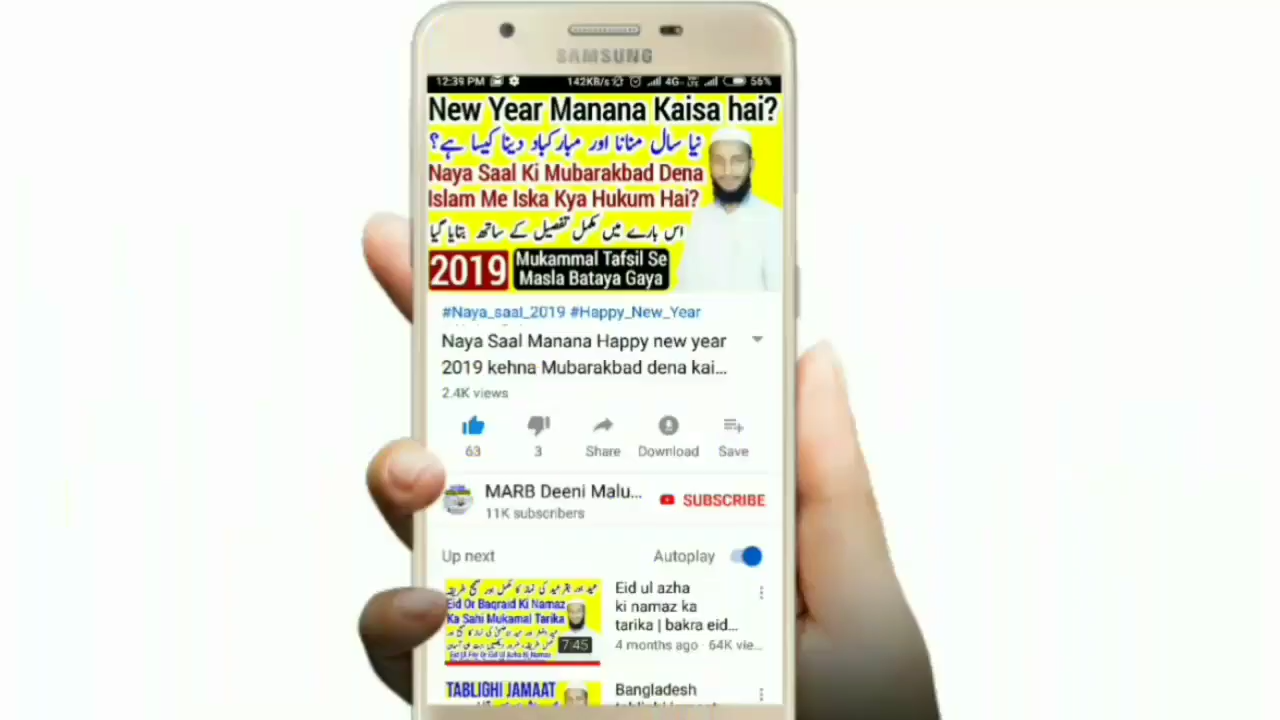 SAMSUNG
12:39 PM 142KB/s 4G 56%
New Year Manana Kaisa hai?
نیا سال منانا اور مبارکباد دینا کیسا ہے؟
Naya Saal Ki Mubarakbad Dena
Islam Me Iska Kya Hukum Hai?
اس بارے میں مکمل تفصیل کے ساتھ بتایا گیا
2019
Mukammal Tafsil Se
Masla Bataya Gaya
#Naya_saal_2019 #Happy_New_Year
Naya Saal Manana Happy new year
2019 kehna Mubarakbad dena kai...
2.4K views
63 3 Share Download Save
MARB Deeni Malu... SUBSCRIBE
11K subscribers
Up next Autoplay
Eid Or Baqraid Ki Namaz
Ka Sahi Mukamal Tarika
7:45
Eid ul azha
ki namaz ka
tarika | bakra eid...
4 months ago · 64K vie...
TABLIGHI JAMAAT
Bangladesh